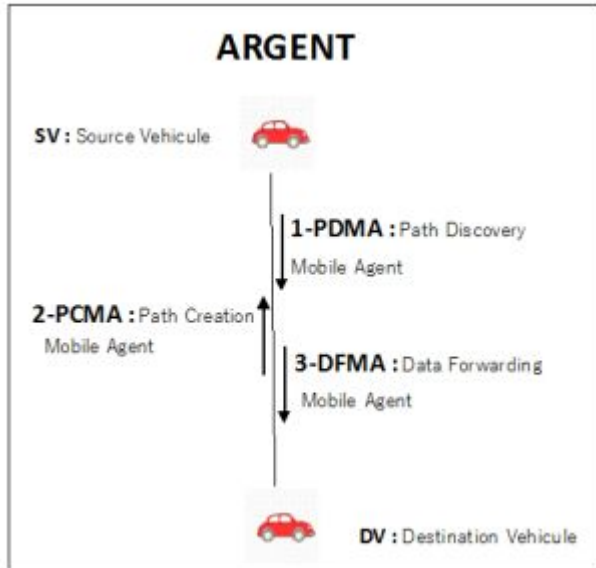 ARGENT
SV : Source Vehicule
1-PDMA : Path Discovery
Mobile Agent
2-PCMA : Path Creation
Mobile Agent
3-DFMA : Data Forwarding
Mobile Agent
DV : Destination Vehicule